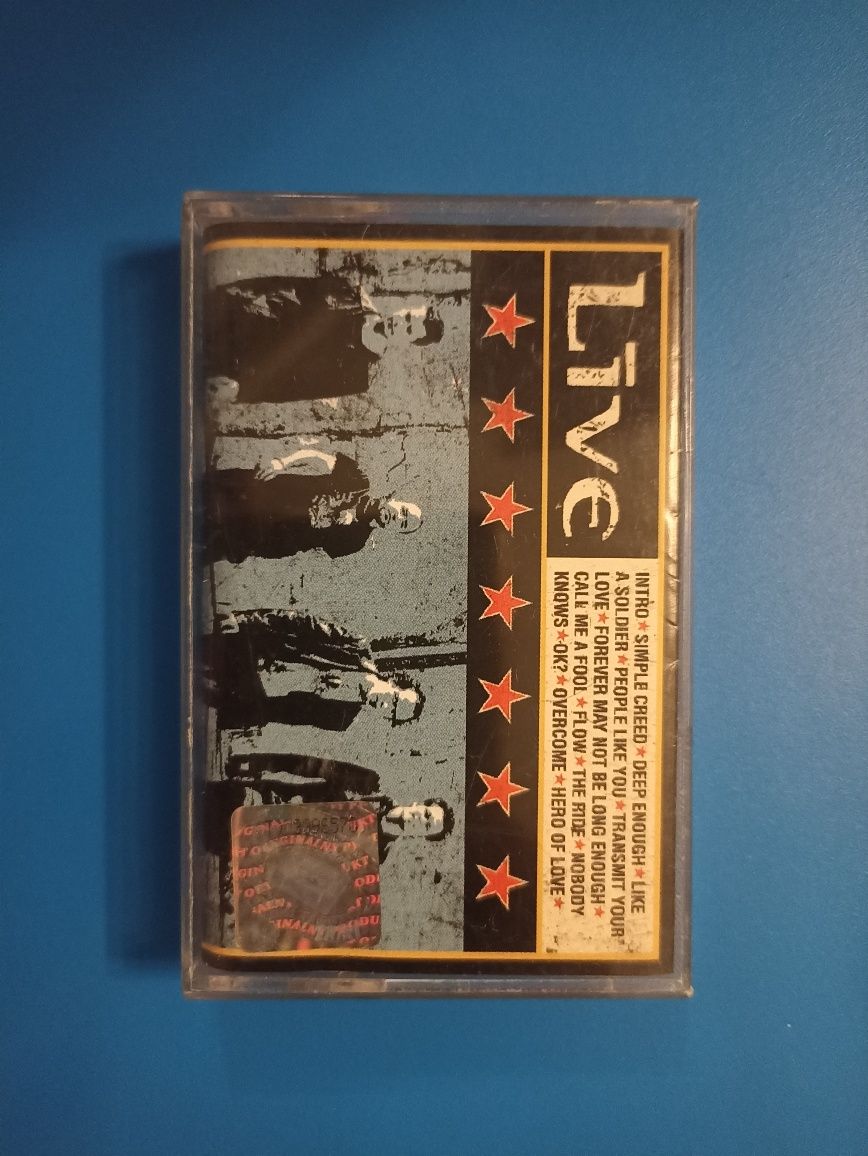 LIVE
INTRO★SIMPLE CREED★DEEP ENOUGH★LIKE
A SOLDIER★PEOPLE LIKE YOU★TRANSMIT YOUR
LOVE★FOREVER MAY NOT BE LONG ENOUGH★
CALL ME A FOOL★FLOW★THE RIDE★NOBODY
KNOWS★OK?★OVERCOME★HERO OF LOVE★